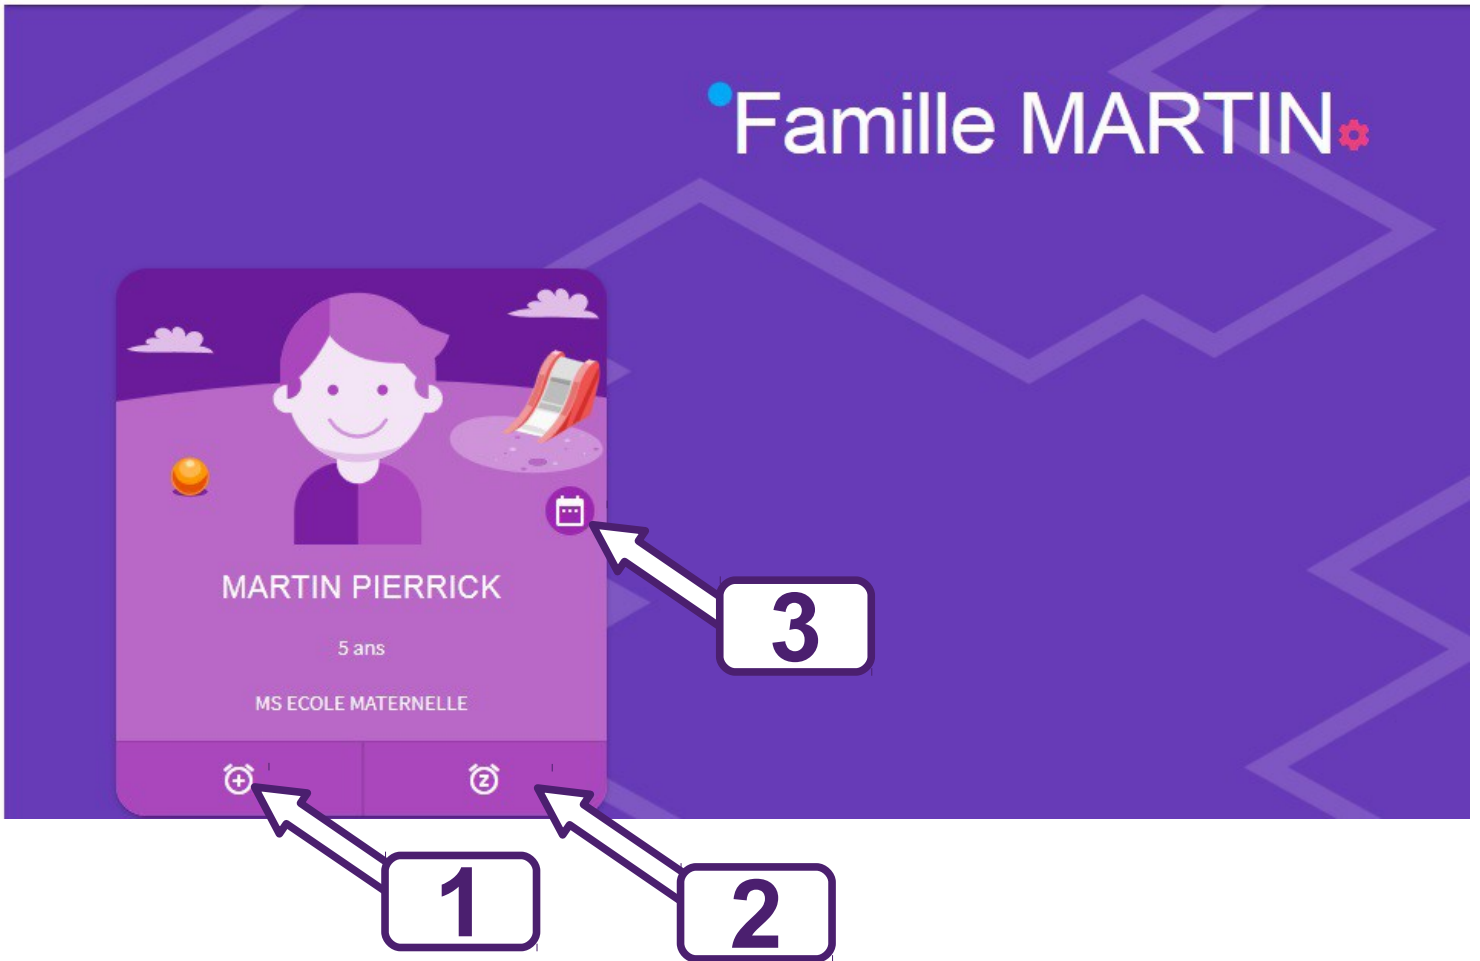 Famille MARTIN
MARTIN PIERRICK
5 ans
MS ECOLE MATERNELLE
3
1
2